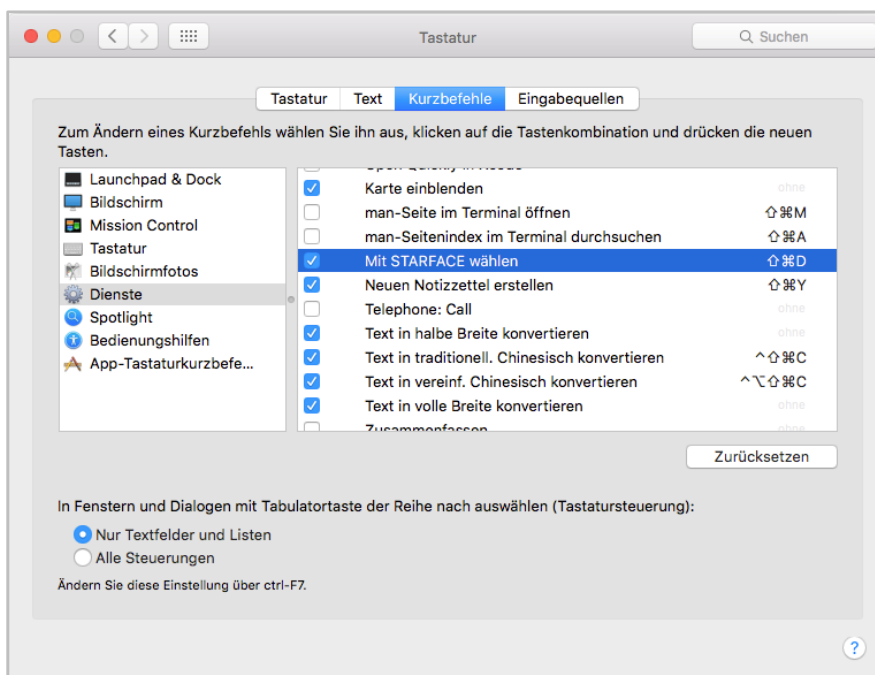 Tastatur
Suchen
Tastatur Text Kurzbefehle Eingabequellen
Zum Ändern eines Kurzbefehls wählen Sie ihn aus, klicken auf die Tastenkombination und drücken die neuen
Tasten.
Launchpad & Dock
Bildschirm
Mission Control
Tastatur
Bildschirmfotos
Dienste
Spotlight
Bedienungshilfen
App-Tastaturkurzbefe...
Karte einblenden ohne
man-Seite im Terminal öffnen ⇧⌘M
man-Seitenindex im Terminal durchsuchen ⇧⌘A
Mit STARFACE wählen ⇧⌘D
Neuen Notizzettel erstellen ⇧⌘Y
Telephone: Call ohne
Text in halbe Breite konvertieren ohne
Text in traditionell. Chinesisch konvertieren ^⇧⌘C
Text in vereinf. Chinesisch konvertieren ^⌥⇧⌘C
Text in volle Breite konvertieren ohne
Zusammenfassen ohne
Zurücksetzen
In Fenstern und Dialogen mit Tabulatortaste der Reihe nach auswählen (Tastatursteuerung):
Nur Textfelder und Listen
Alle Steuerungen
Ändern Sie diese Einstellung über ctrl-F7.
?